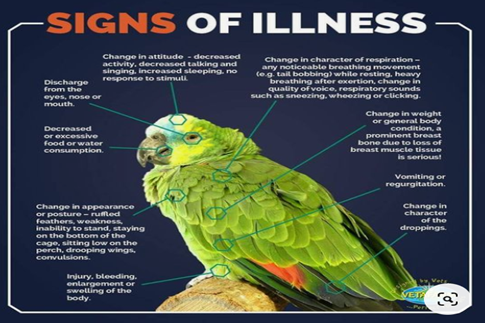 SIGNS OF ILLNESS
Change in attitude - decreased
activity, decreased talking and
singing, increased sleeping, no
response to stimuli.
Change in character of respiration –
any noticeable breathing movement
(e.g. tail bobbing) while resting, heavy
breathing after exertion, change in
quality of voice, respiratory sounds
such as sneezing, wheezing or clicking.
Discharge
from the
eyes, nose or
mouth.
Change in weight
or general body
condition, a
prominent breast
bone due to loss of
breast muscle tissue
is serious!
Decreased
or excessive
food or water
consumption.
Vomiting or
regurgitation.
Change in appearance
or posture – ruffled
feathers, weakness,
inability to stand, staying
on the bottom of the
cage, sitting low on the
perch, drooping wings,
convulsions.
Change in
character
of the
droppings.
Injury, bleeding,
enlargement or
swelling of the
body.